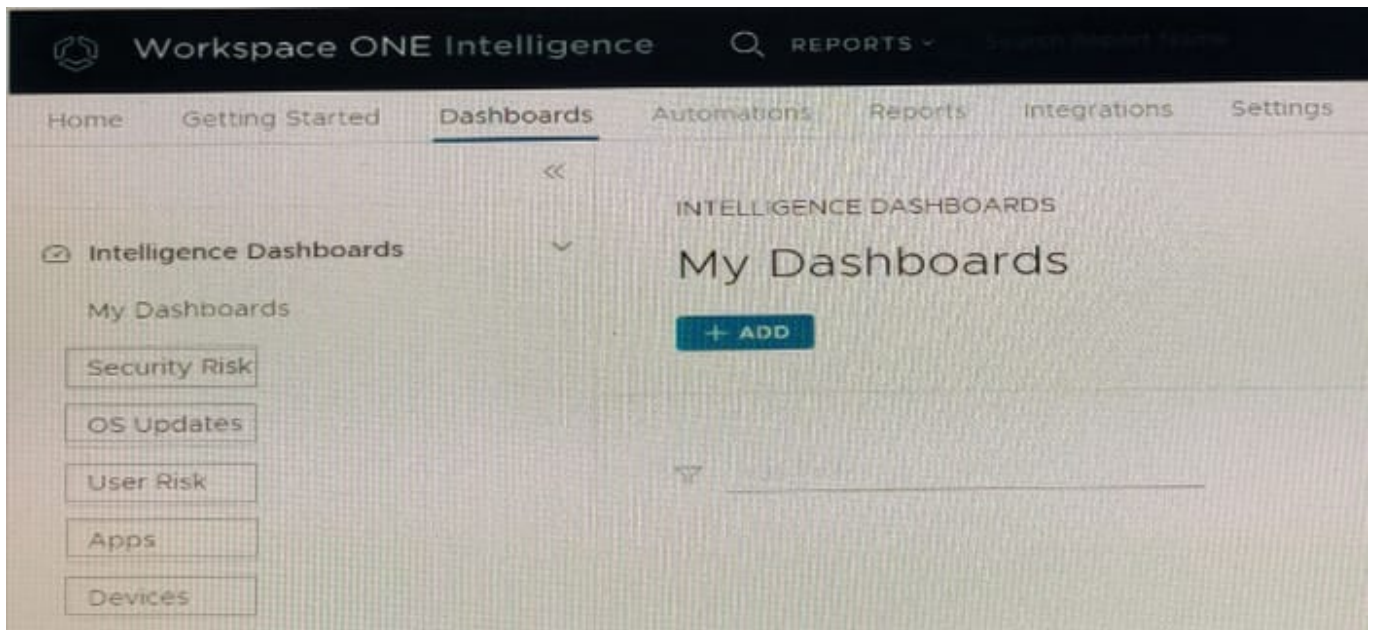 Workspace ONE Intelligence
REPORTS
Home Getting Started Dashboards Automations Reports Integrations Settings
Intelligence Dashboards
My Dashboards
Security Risk
OS Updates
User Risk
Apps
Devices
INTELLIGENCE DASHBOARDS
My Dashboards
+ ADD